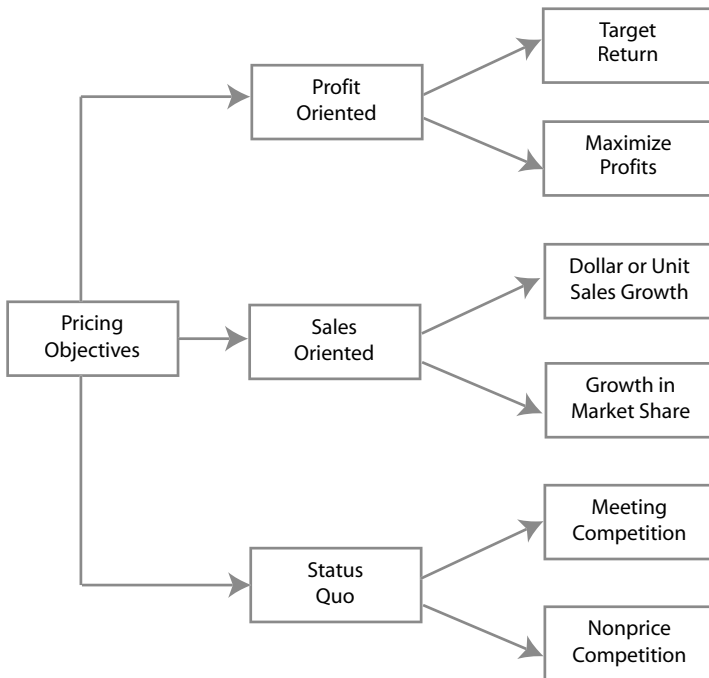 Target
Return
Profit
Oriented
Maximize
Profits
Dollar or Unit
Sales Growth
Pricing
Objectives
Sales
Oriented
Growth in
Market Share
Meeting
Competition
Status
Quo
Nonprice
Competition